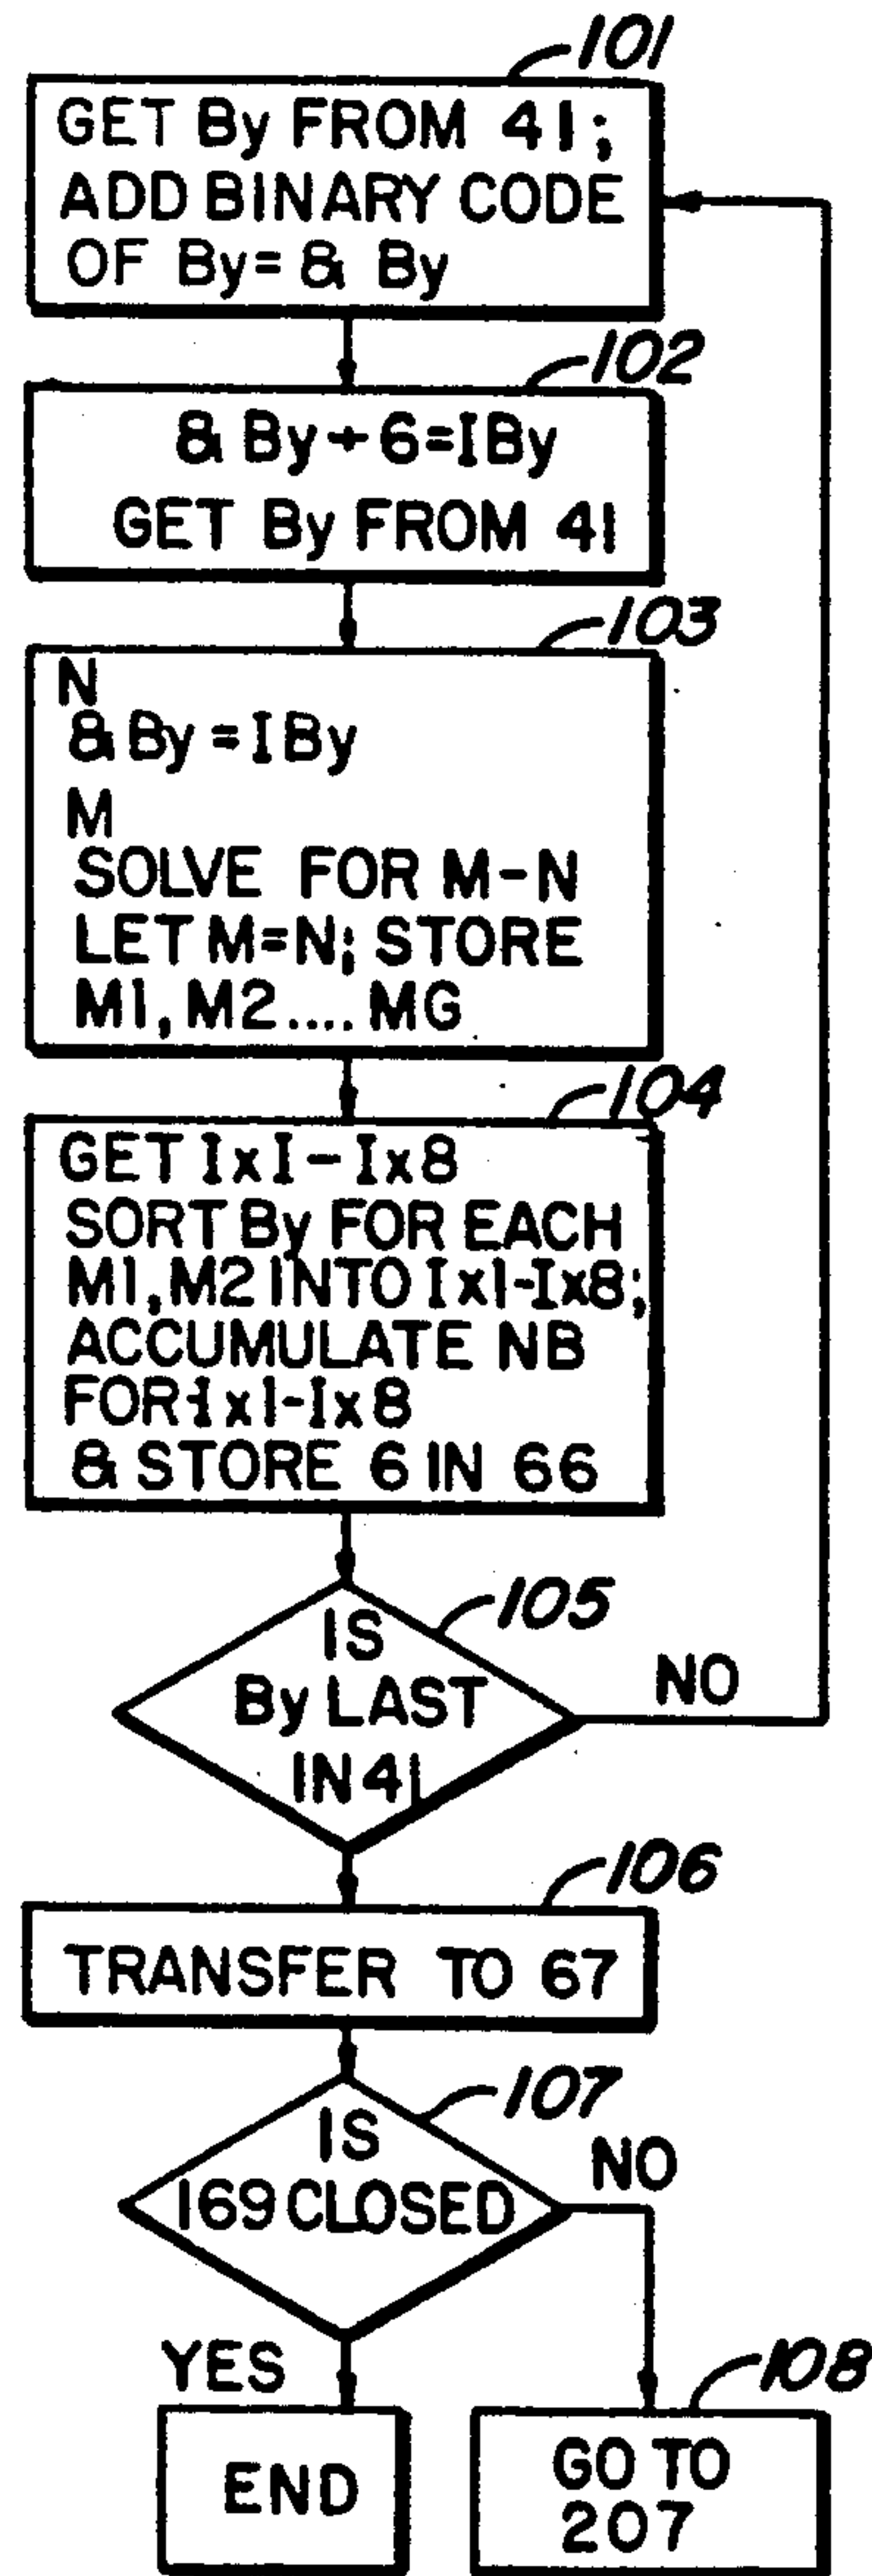 101
GET By FROM 41;
ADD BINARY CODE
OF By = & By
102
& By + 6 = IBy
GET By FROM 41
103
N
& By = IBy
M
SOLVE FOR M-N
LET M=N; STORE
M1, M2.... MG
104
GET Ix1-Ix8
SORT By FOR EACH
M1, M2 INTO Ix1-Ix8;
ACCUMULATE NB
FOR Ix1-Ix8
& STORE 6 IN 66
105
IS
By LAST
IN 41
NO
106
TRANSFER TO 67
107
IS
169 CLOSED
NO
YES
108
END
GO TO
207